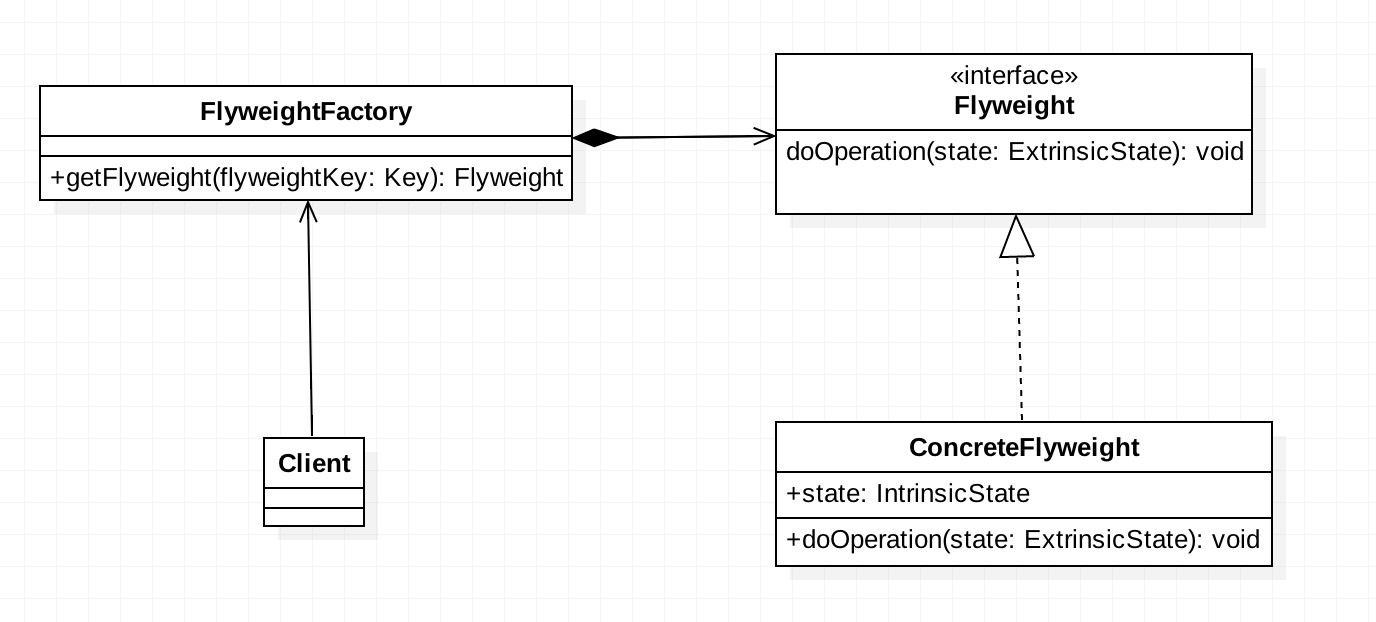 FlyweightFactory
+getFlyweight(flyweightKey: Key): Flyweight
«interface»
Flyweight
doOperation(state: ExtrinsicState): void
Client
ConcreteFlyweight
+state: IntrinsicState
+doOperation(state: ExtrinsicState): void